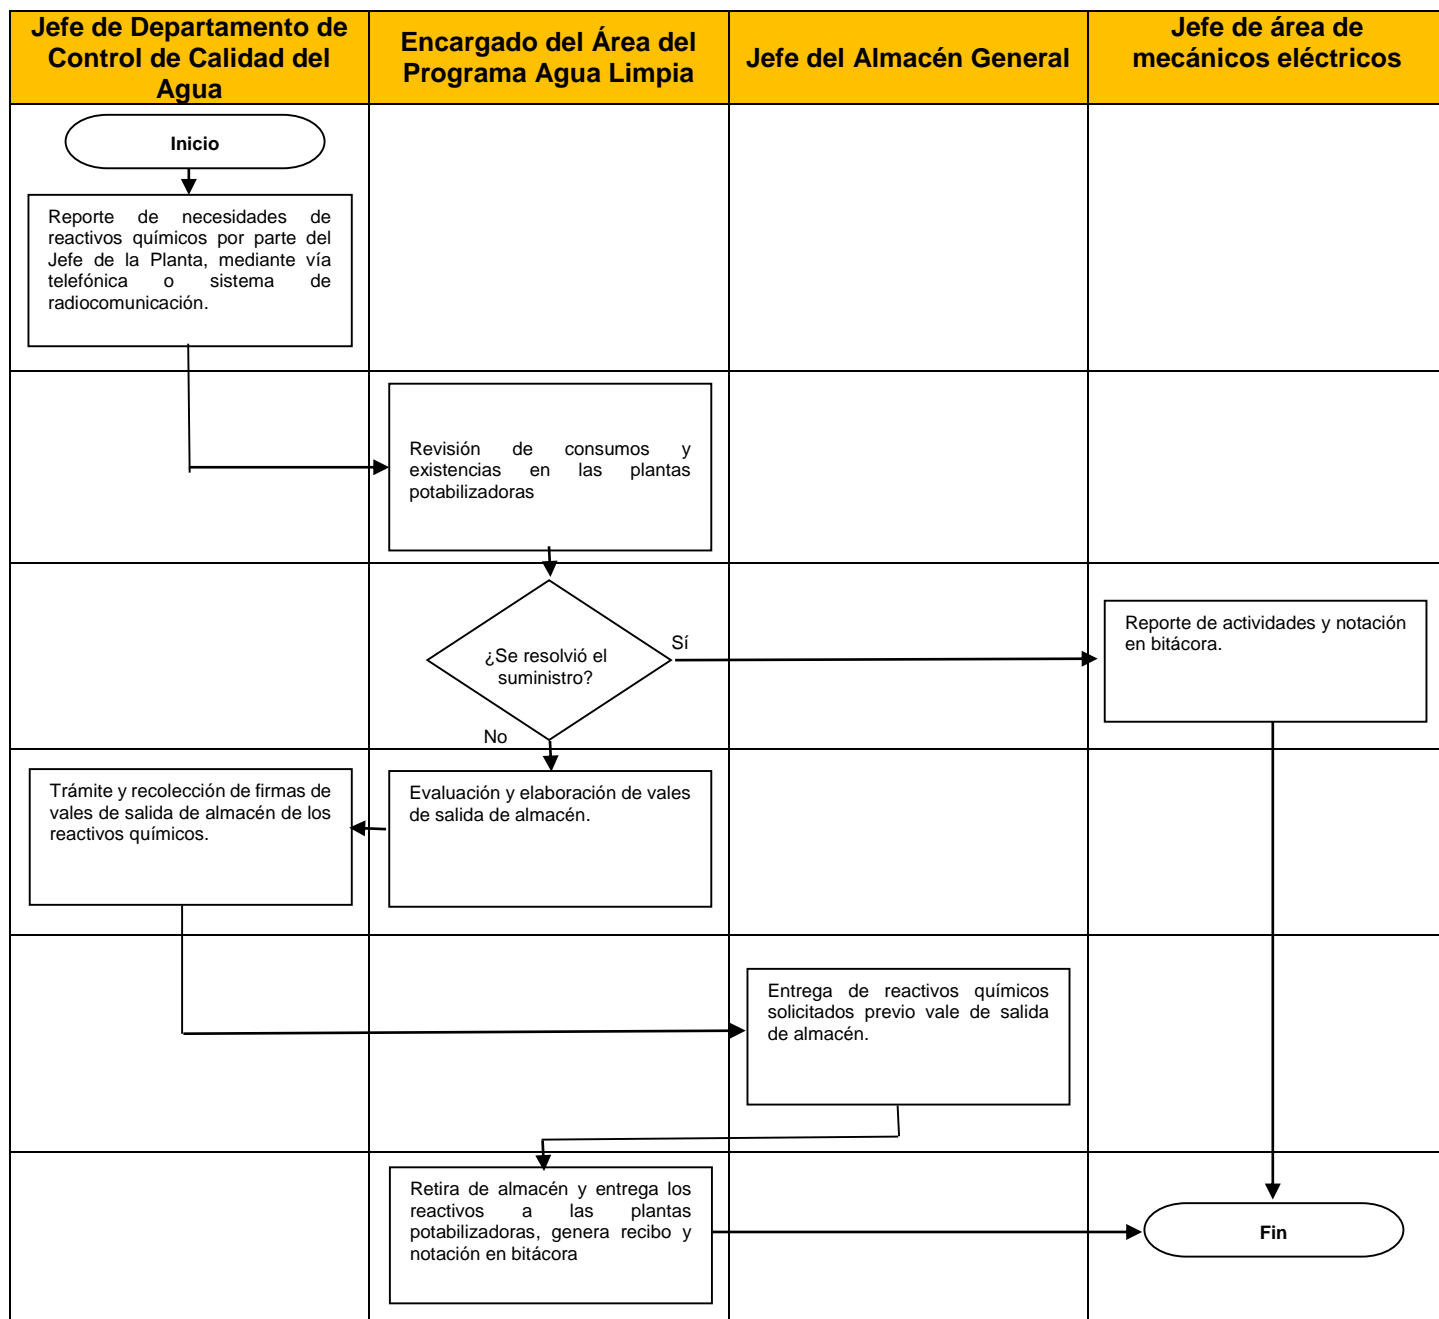 Jefe de Departamento de
Control de Calidad del
Agua
Encargado del Área del
Programa Agua Limpia
Jefe del Almacén General
Jefe de área de
mecánicos eléctricos
Inicio
Reporte de necesidades de
reactivos químicos por parte del
Jefe de la Planta, mediante vía
telefónica o sistema de
radiocomunicación.
Revisión de consumos y
existencias en las plantas
potabilizadoras
¿Se resolvió el
suministro?
Sí
No
Reporte de actividades y notación
en bitácora.
Trámite y recolección de firmas de
vales de salida de almacén de los
reactivos químicos.
Evaluación y elaboración de vales
de salida de almacén.
Entrega de reactivos químicos
solicitados previo vale de salida
de almacén.
Retira de almacén y entrega los
reactivos a las plantas
potabilizadoras, genera recibo y
notación en bitácora
Fin